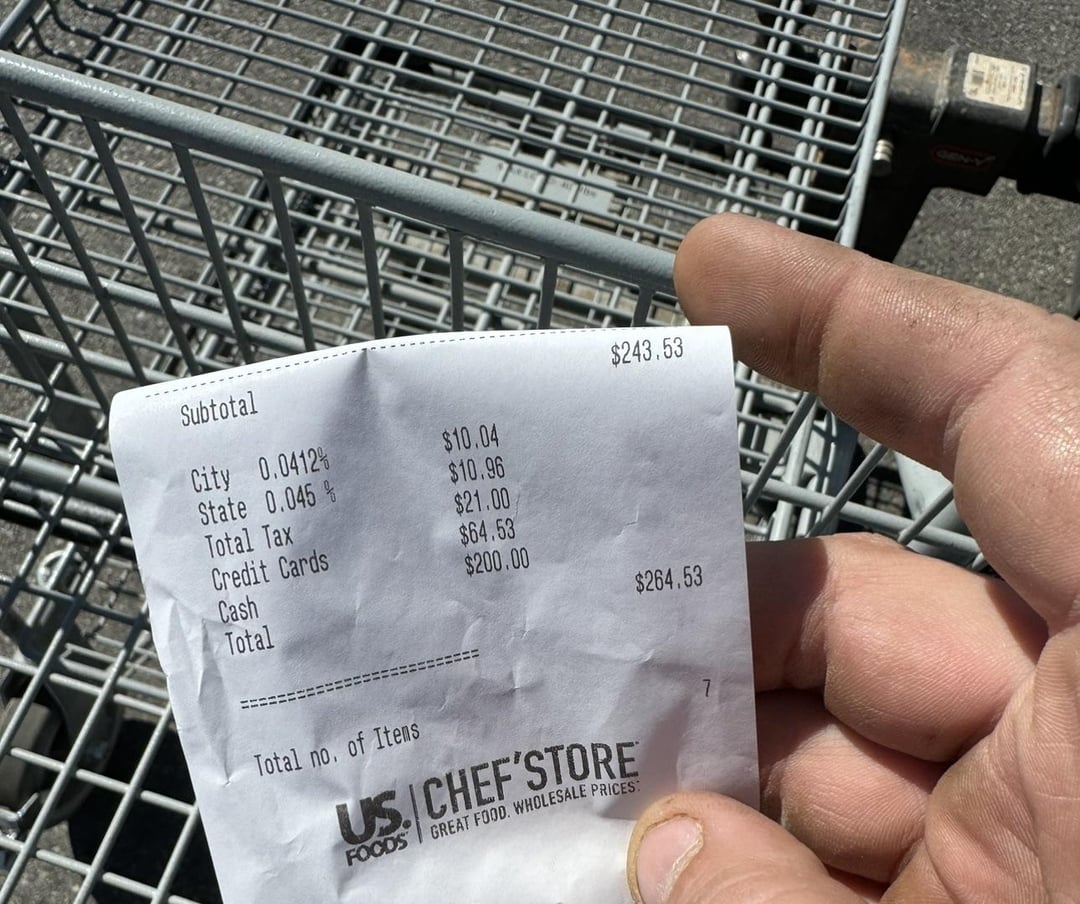 GEN-Y
Subtotal $243.53
City 0.0412% $10.04
State 0.045 % $10.96
Total Tax $21.00
Credit Cards $64.53
Cash $200.00
Total $264.53
===========================
Total no. of Items 7
US. FOODS | CHEF'STORE
GREAT FOOD. WHOLESALE PRICES.